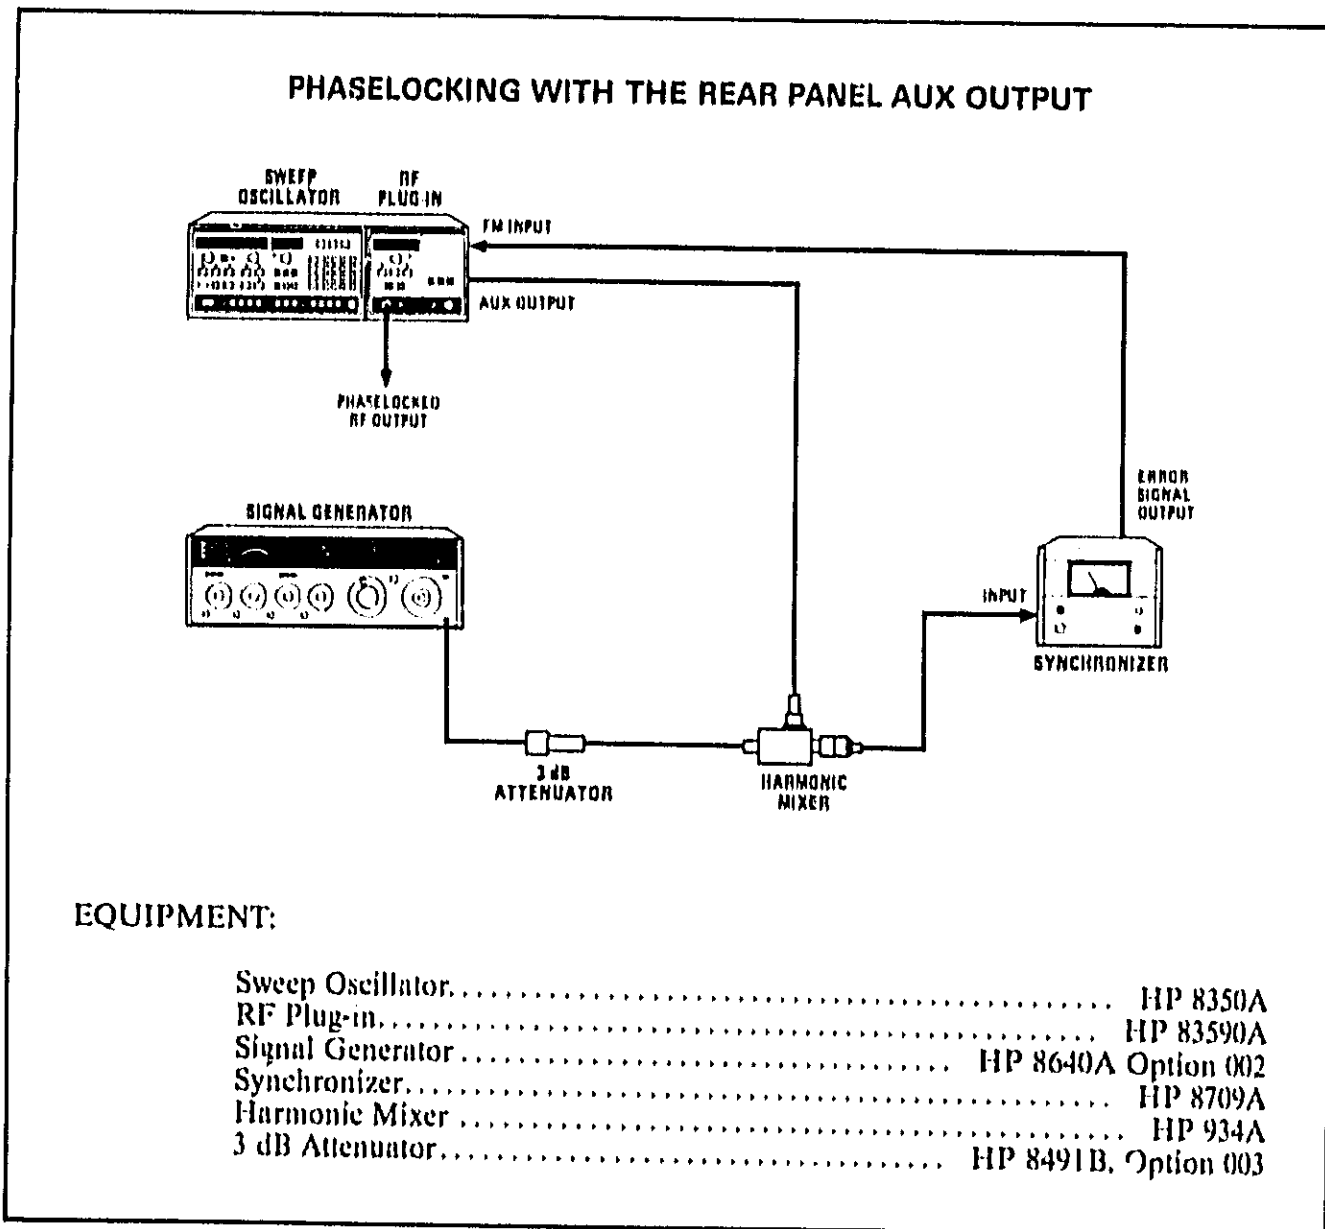 PHASELOCKING WITH THE REAR PANEL AUX OUTPUT
SWEEP
OSCILLATOR
RF
PLUG-IN
FM INPUT
AUX OUTPUT
PHASELOCKED
RF OUTPUT
SIGNAL GENERATOR
ERROR
SIGNAL
OUTPUT
INPUT
SYNCHRONIZER
3 dB
ATTENUATOR
HARMONIC
MIXER
EQUIPMENT:
Sweep Oscillator................................................ HP 8350A
RF Plug-in.................................................... HP 83590A
Signal Generator .................................. HP 8640A Option 002
Synchronizer.................................................... HP 8709A
Harmonic Mixer ................................................ HP 934A
3 dB Attenuator................................... HP 8491B, Option 003